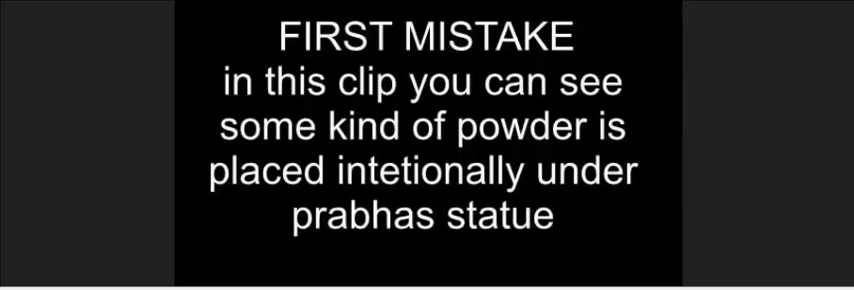 FIRST MISTAKE
in this clip you can see
some kind of powder is
placed intetionally under
prabhas statue